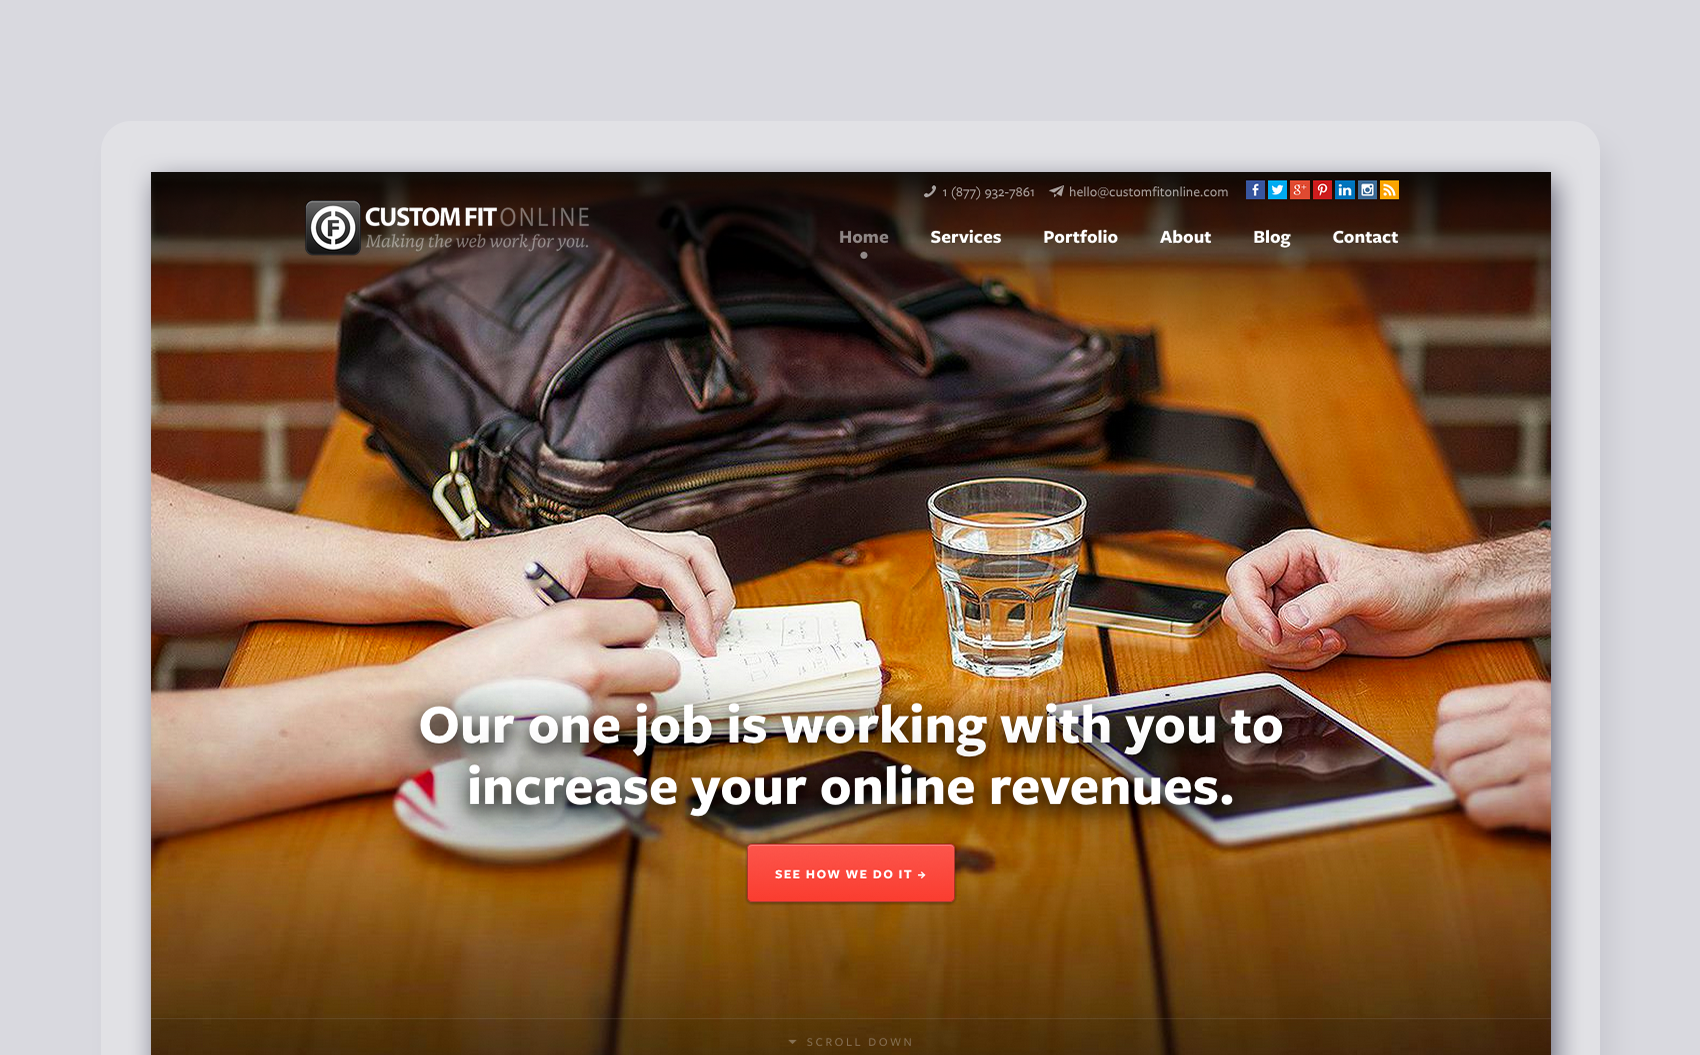 1 (877) 932-7861 hello@customfitonline.com
CUSTOM FIT ONLINE
Making the web work for you.
Home Services Portfolio About Blog Contact
Our one job is working with you to
increase your online revenues.
SEE HOW WE DO IT →
SCROLL DOWN